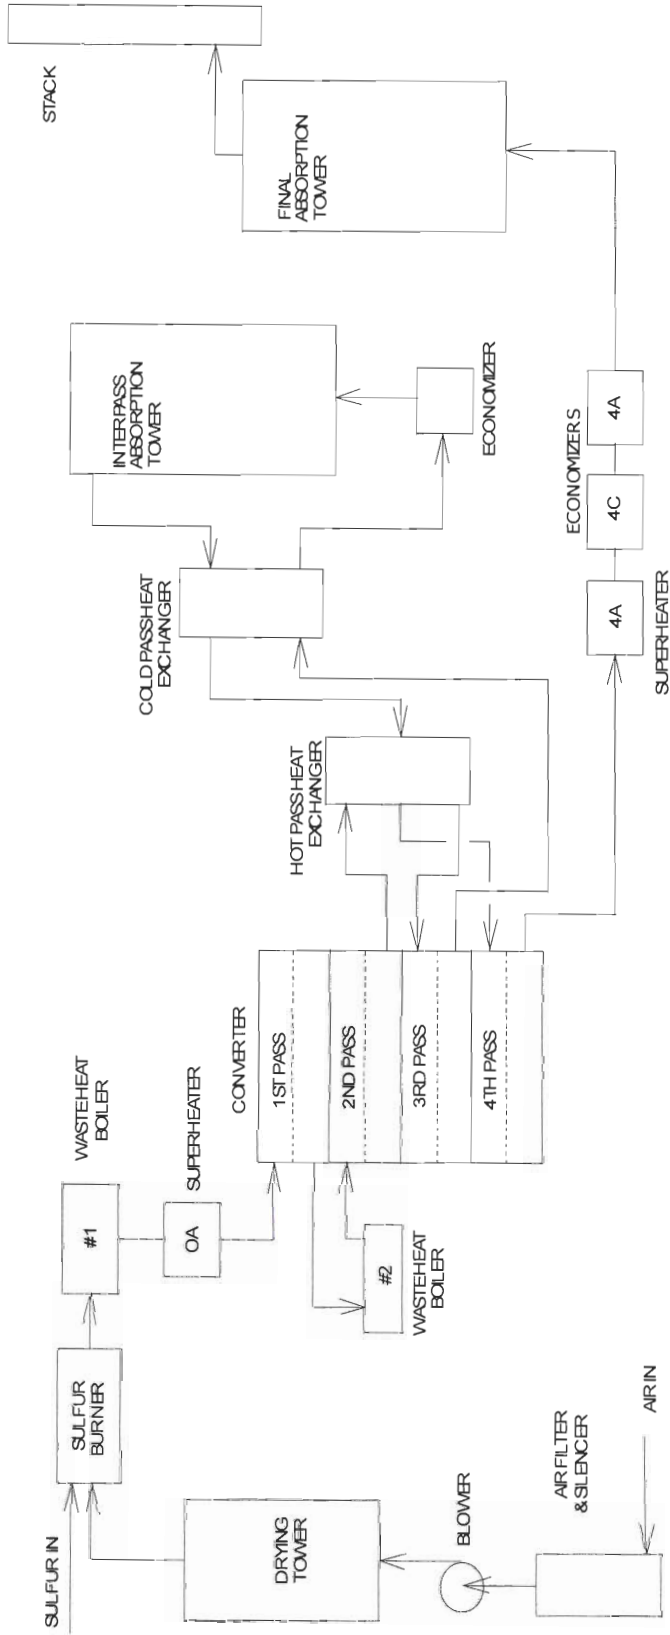 SULFUR IN
SULFUR
BURNER
DRYING
TOWER
BLOWER
AIR FILTER
& SLENCER
AIR IN
WASTEHEAT
BOILER
#1
SUPERHEATER
OA
#2
WASTEHEAT
BOILER
CONVERTER
1ST PASS
2ND PASS
3RD PASS
4TH PASS
HOT PASS HEAT
EXCHANGER
COLD PASS HEAT
EXCHANGER
INTERPASS
ABSORPTION
TOWER
ECONOMIZER
SUPERHEATER
4A
ECONOMIZERS
4C
4A
FINAL
ABSORPTION
TOWER
STACK